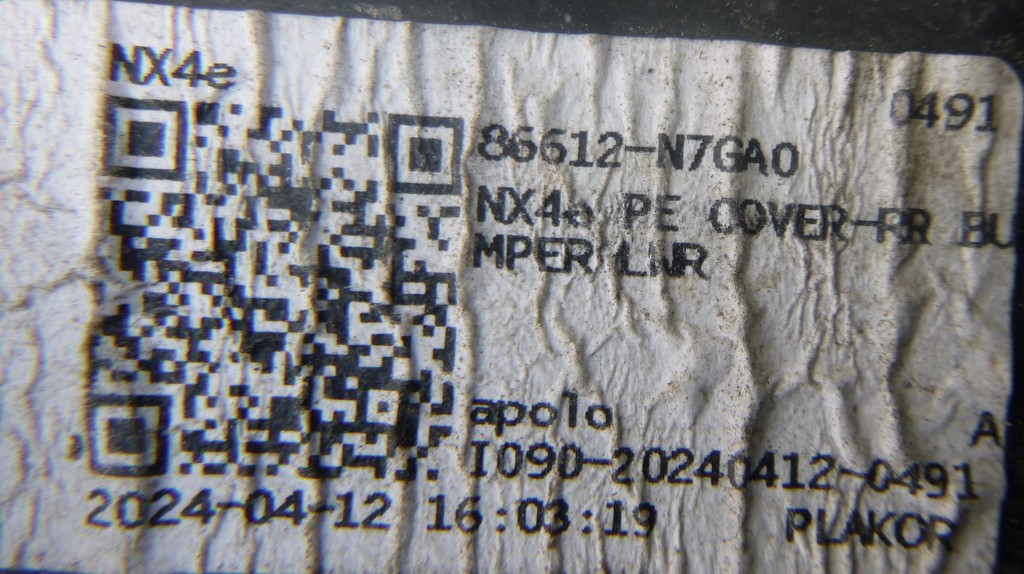 NX4e
0491
86612-N7GA0
NX4e PE COVER-RR BU
MPER LWR
apolo
A
I090-20240412-0491
2024-04-12 16:03:19
PLAKOR